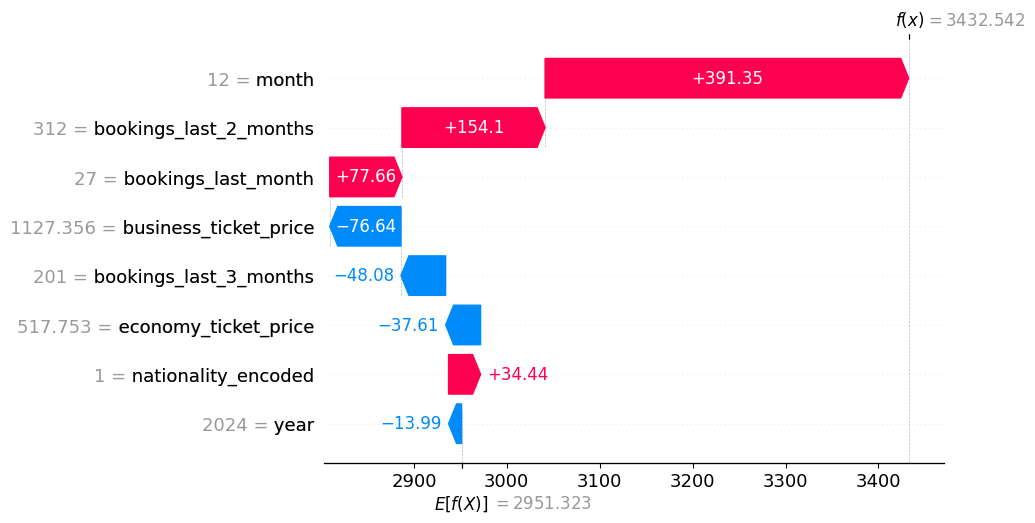 f(x) = 3432.542
12 = month
+391.35
312 = bookings_last_2_months
+154.1
27 = bookings_last_month
+77.66
1127.356 = business_ticket_price
−76.64
201 = bookings_last_3_months
−48.08
517.753 = economy_ticket_price
−37.61
1 = nationality_encoded
+34.44
2024 = year
−13.99
2900 3000 3100 3200 3300 3400
E[f(X)] = 2951.323